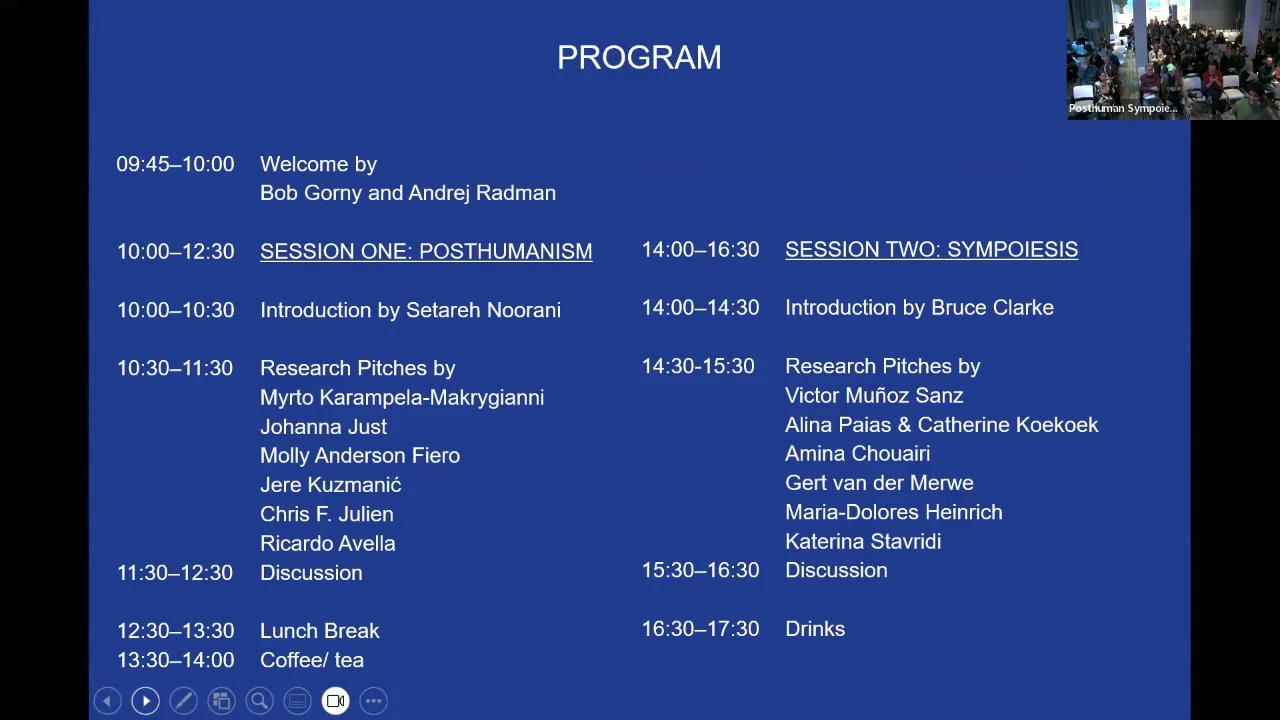 PROGRAM
Posthuman Sympoie...
09:45–10:00 Welcome by
Bob Gorny and Andrej Radman
10:00–12:30 SESSION ONE: POSTHUMANISM
10:00–10:30 Introduction by Setareh Noorani
10:30–11:30 Research Pitches by
Myrto Karampela-Makrygianni
Johanna Just
Molly Anderson Fiero
Jere Kuzmanić
Chris F. Julien
Ricardo Avella
11:30–12:30 Discussion
12:30–13:30 Lunch Break
13:30–14:00 Coffee/ tea
14:00–16:30 SESSION TWO: SYMPOIESIS
14:00–14:30 Introduction by Bruce Clarke
14:30-15:30 Research Pitches by
Victor Muñoz Sanz
Alina Paias & Catherine Koekoek
Amina Chouairi
Gert van der Merwe
Maria-Dolores Heinrich
Katerina Stavridi
15:30–16:30 Discussion
16:30–17:30 Drinks